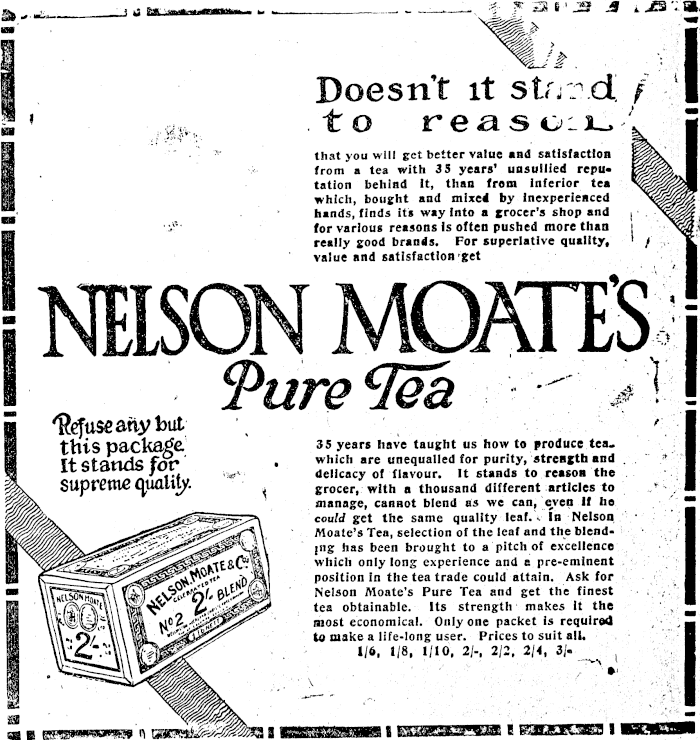 Doesn't it stand
to reason
that you will get better value and satisfaction
from a tea with 35 years' unsullied repu-
tation behind it, than from inferior tea
which, bought and mixed by inexperienced
hands, finds its way into a grocer's shop and
for various reasons is often pushed more than
really good brands. For superlative quality,
value and satisfaction get
NELSON MOATE'S
Pure Tea
Refuse any but
this package
It stands for
supreme quality.
35 years have taught us how to produce tea
which are unequalled for purity, strength and
delicacy of flavour. It stands to reason the
grocer, with a thousand different articles to
manage, cannot blend as we can, even if he
could get the same quality leaf. In Nelson
Moate's Tea, selection of the leaf and the blend-
ing has been brought to a pitch of excellence
which only long experience and a pre-eminent
position in the tea trade could attain. Ask for
Nelson Moate's Pure Tea and get the finest
tea obtainable. Its strength makes it the
most economical. Only one packet is required
to make a life-long user. Prices to suit all.
1/6, 1/8, 1/10, 2/-, 2/2, 2/4, 3/-
NELSON MOATE
2/-
NELSON, MOATE & Co
CELEBRATED TEA
No 2 2/- BLEND